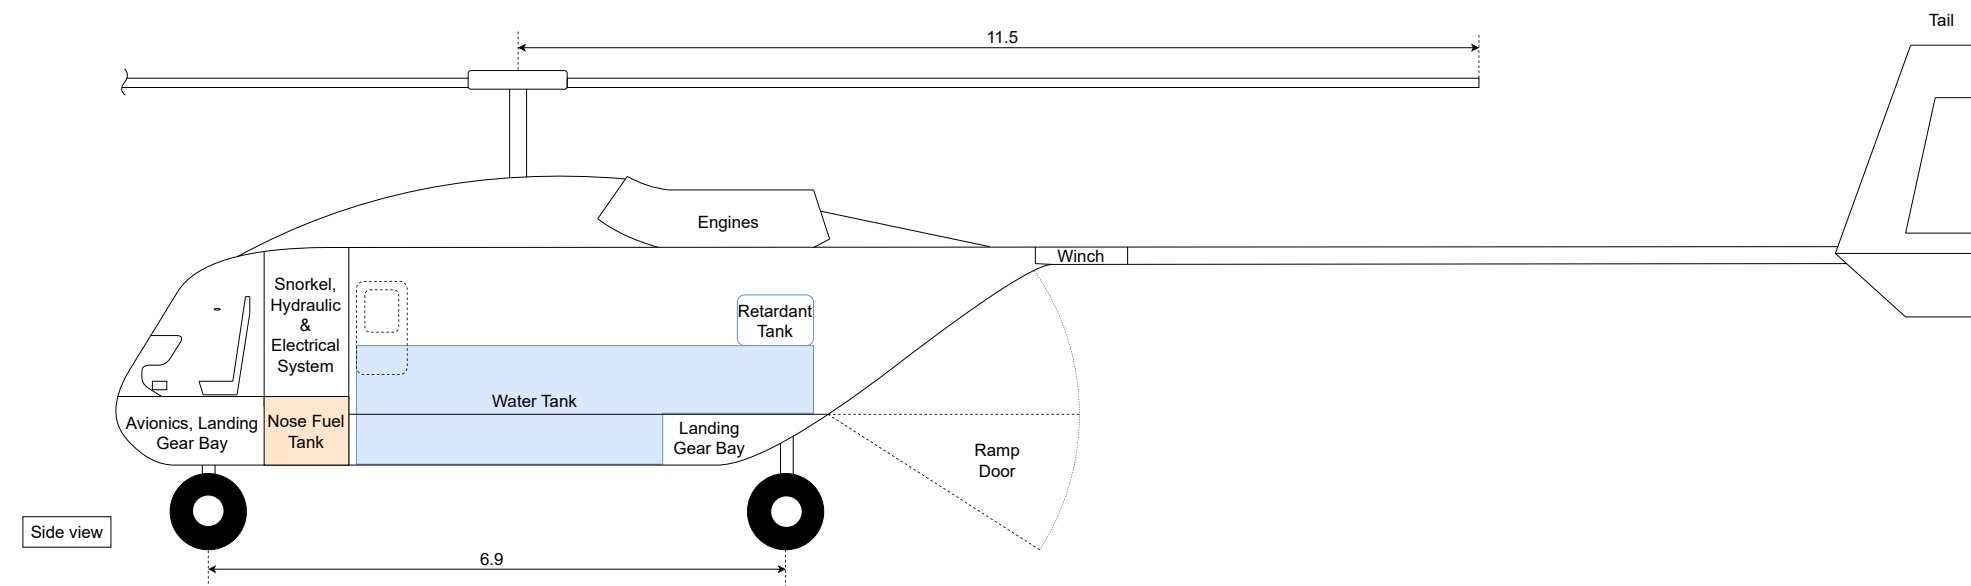 Tail
11.5
Engines
Winch
Snorkel,
Hydraulic
&
Electrical
System
Retardant
Tank
Water Tank
Avionics, Landing
Gear Bay
Nose Fuel
Tank
Landing
Gear Bay
Ramp
Door
Side view
6.9